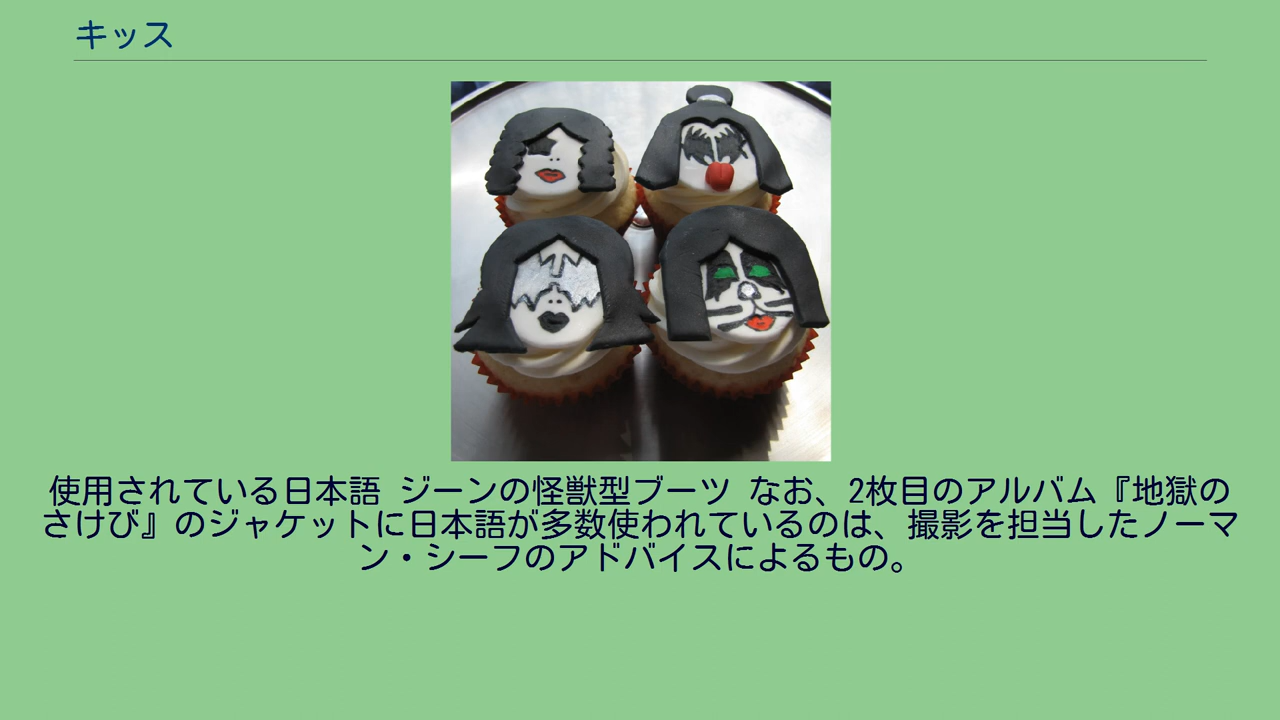 キッス
使用されている日本語 ジーンの怪獣型ブーツ なお、2枚目のアルバム『地獄の
さけび』のジャケットに日本語が多数使われているのは、撮影を担当したノーマ
ン・シーフのアドバイスによるもの。